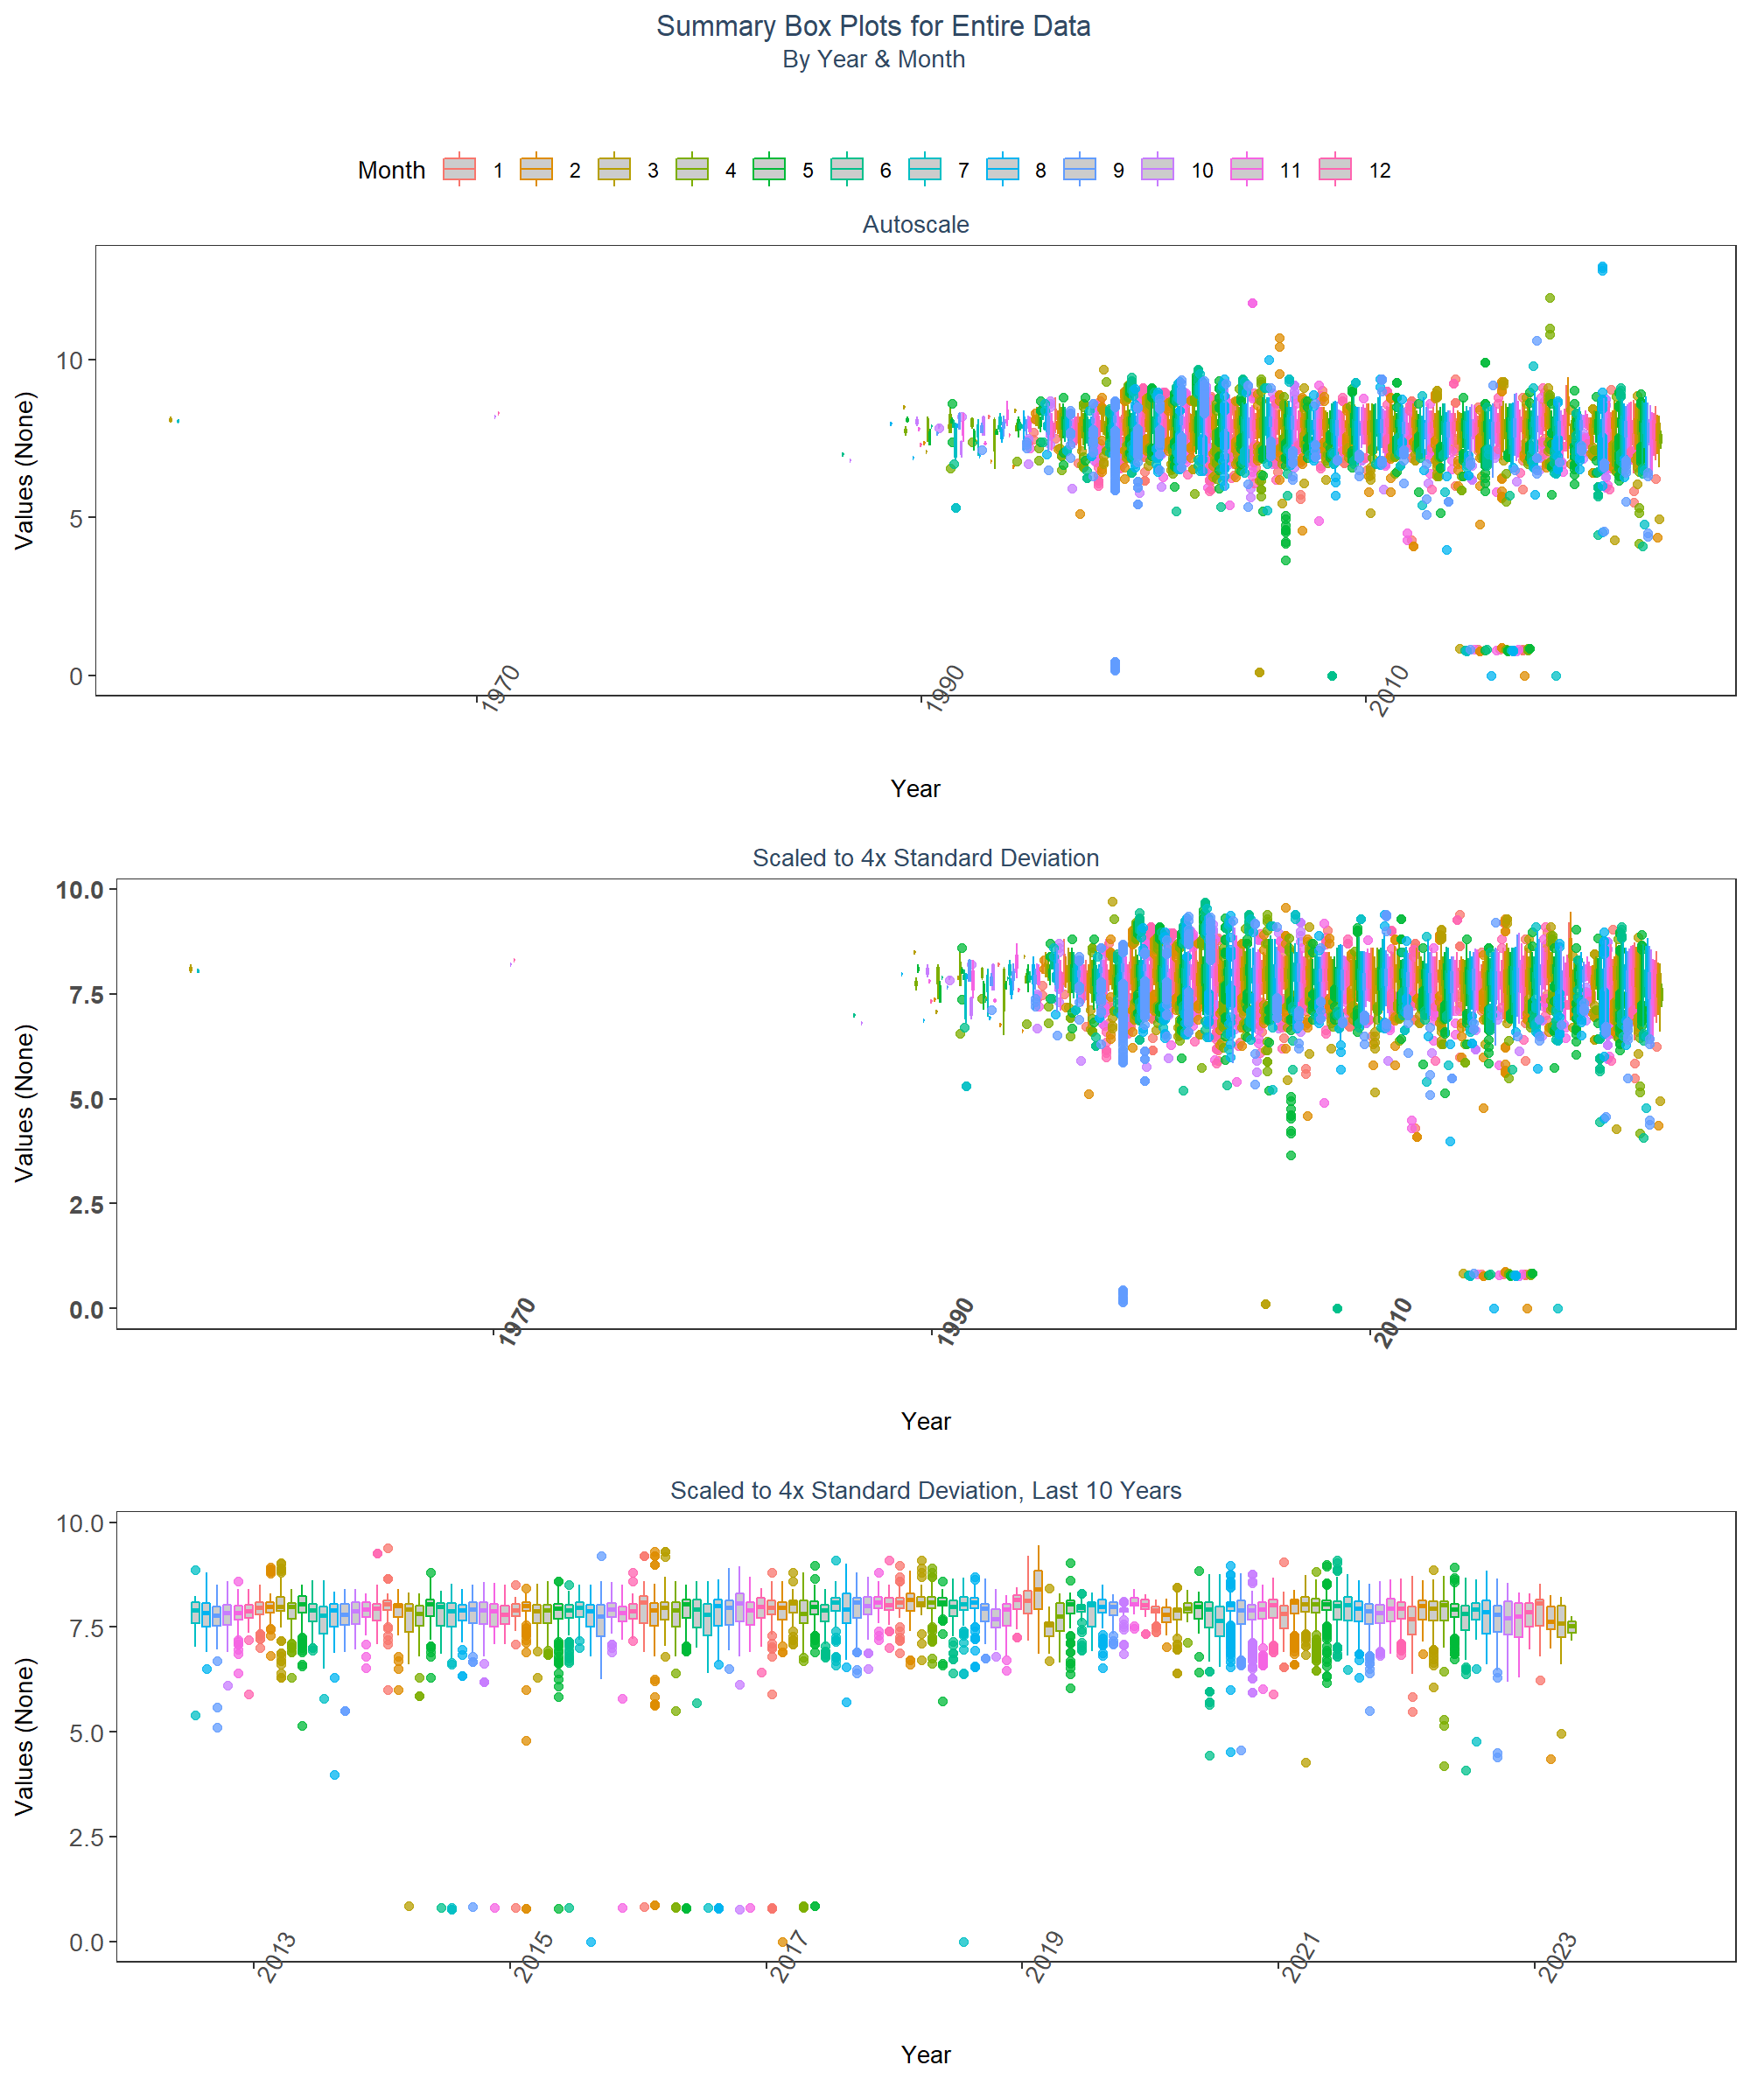 Summary Box Plots for Entire Data
By Year & Month
Month 1 2 3 4 5 6 7 8 9 10 11 12
Autoscale
Values (None)
10
5
0
1970 1990 2010
Year
Scaled to 4x Standard Deviation
Values (None)
10.0
7.5
5.0
2.5
0.0
1970 1990 2010
Year
Scaled to 4x Standard Deviation, Last 10 Years
Values (None)
10.0
7.5
5.0
2.5
0.0
2013 2015 2017 2019 2021 2023
Year